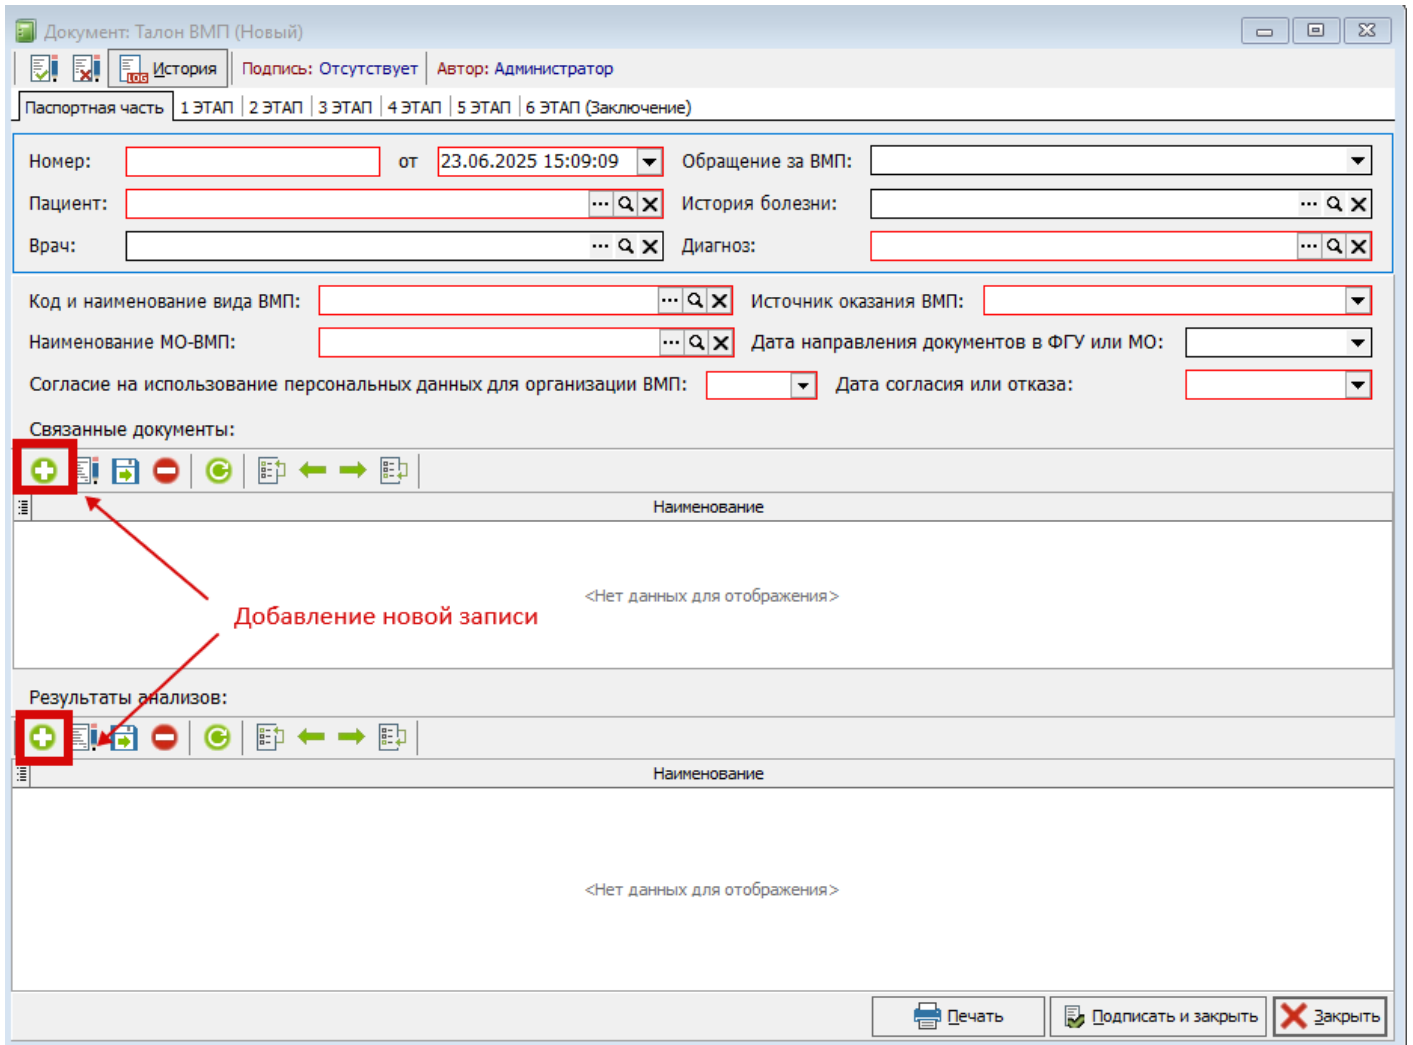 Документ: Талон ВМП (Новый)
LOG История Подпись: Отсутствует Автор: Администратор
Паспортная часть 1 ЭТАП 2 ЭТАП 3 ЭТАП 4 ЭТАП 5 ЭТАП 6 ЭТАП (Заключение)
Номер: от 23.06.2025 15:09:09 Обращение за ВМП:
Пациент: История болезни:
Врач: Диагноз:
Код и наименование вида ВМП: Источник оказания ВМП:
Наименование МО-ВМП: Дата направления документов в ФГУ или МО:
Согласие на использование персональных данных для организации ВМП: Дата согласия или отказа:
Связанные документы:
Наименование
<Нет данных для отображения>
Добавление новой записи
Результаты анализов:
Наименование
<Нет данных для отображения>
Печать Подписать и закрыть Закрыть